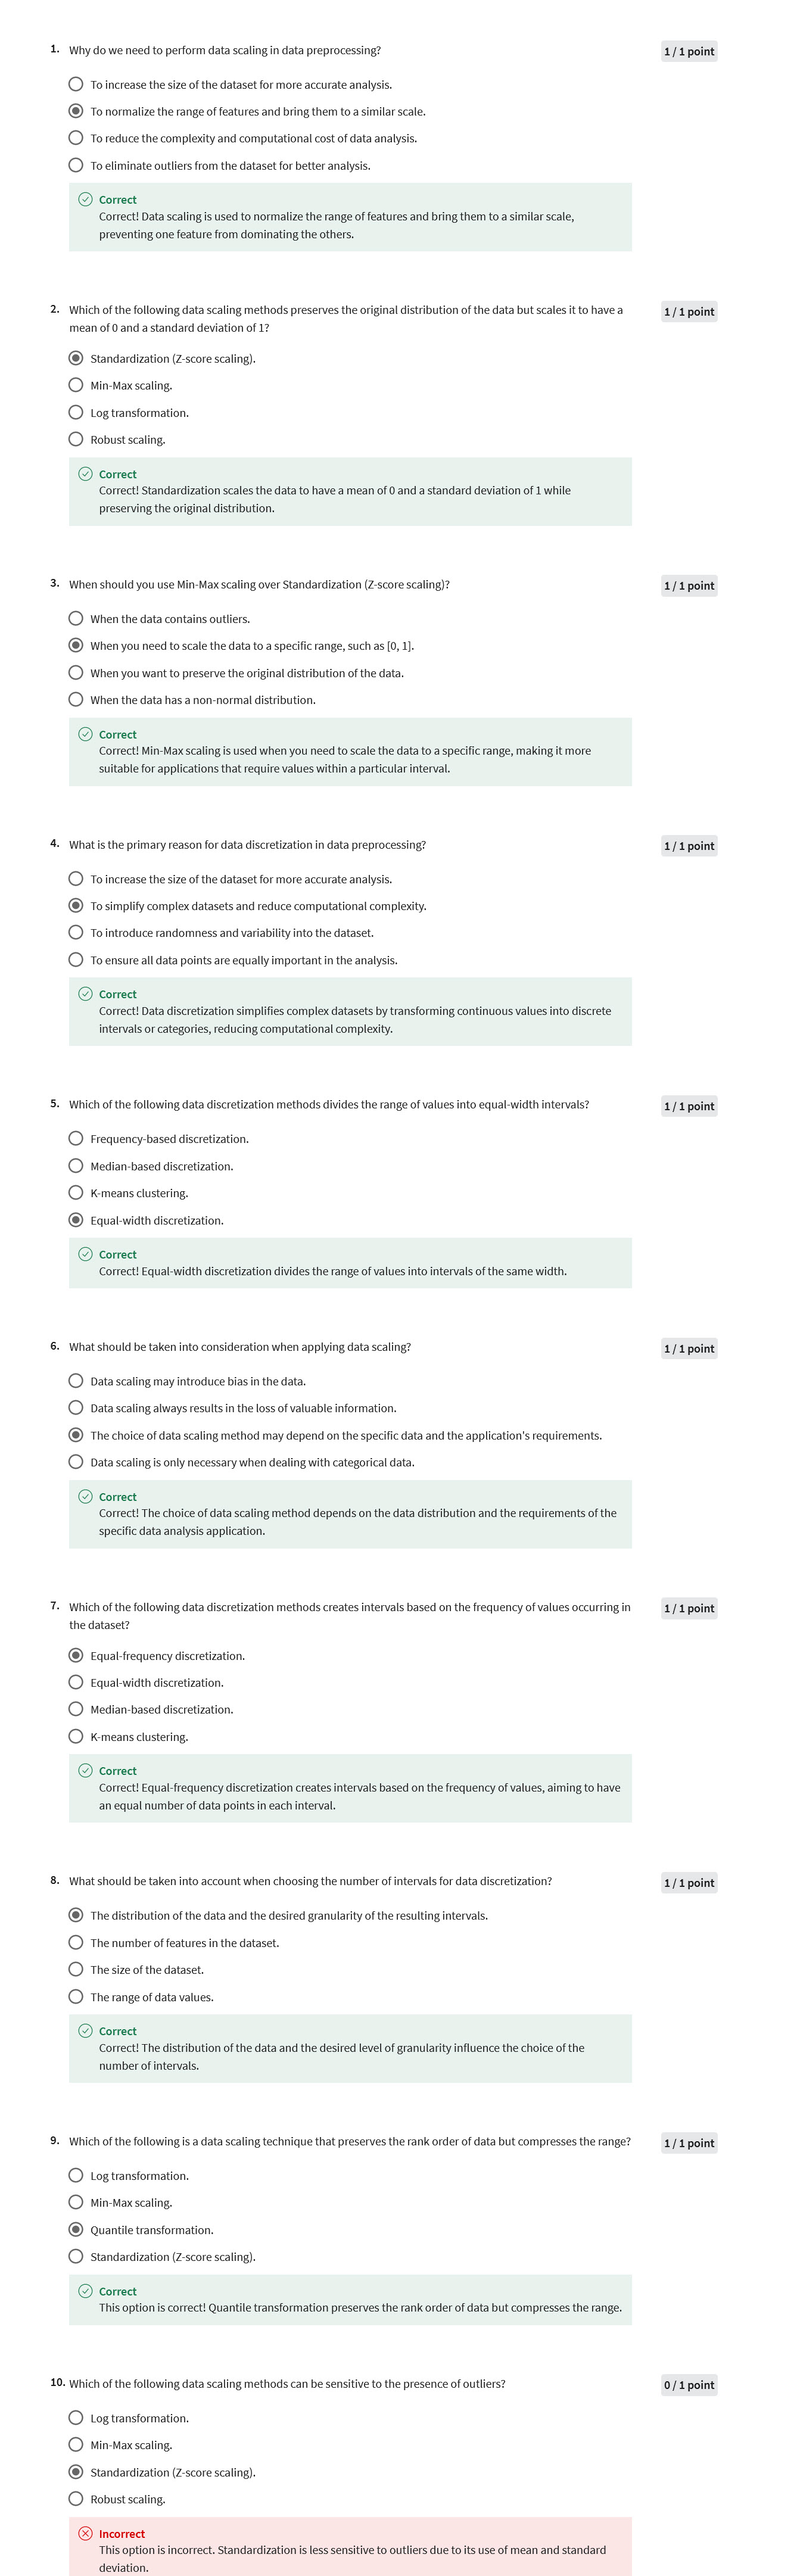 1. Why do we need to perform data scaling in data preprocessing? 1 / 1 point
To increase the size of the dataset for more accurate analysis.
To normalize the range of features and bring them to a similar scale.
To reduce the complexity and computational cost of data analysis.
To eliminate outliers from the dataset for better analysis.
Correct
Correct! Data scaling is used to normalize the range of features and bring them to a similar scale,
preventing one feature from dominating the others.
2. Which of the following data scaling methods preserves the original distribution of the data but scales it to have a 1 / 1 point
mean of 0 and a standard deviation of 1?
Standardization (Z-score scaling).
Min-Max scaling.
Log transformation.
Robust scaling.
Correct
Correct! Standardization scales the data to have a mean of 0 and a standard deviation of 1 while
preserving the original distribution.
3. When should you use Min-Max scaling over Standardization (Z-score scaling)? 1 / 1 point
When the data contains outliers.
When you need to scale the data to a specific range, such as [0, 1].
When you want to preserve the original distribution of the data.
When the data has a non-normal distribution.
Correct
Correct! Min-Max scaling is used when you need to scale the data to a specific range, making it more
suitable for applications that require values within a particular interval.
4. What is the primary reason for data discretization in data preprocessing? 1 / 1 point
To increase the size of the dataset for more accurate analysis.
To simplify complex datasets and reduce computational complexity.
To introduce randomness and variability into the dataset.
To ensure all data points are equally important in the analysis.
Correct
Correct! Data discretization simplifies complex datasets by transforming continuous values into discrete
intervals or categories, reducing computational complexity.
5. Which of the following data discretization methods divides the range of values into equal-width intervals? 1 / 1 point
Frequency-based discretization.
Median-based discretization.
K-means clustering.
Equal-width discretization.
Correct
Correct! Equal-width discretization divides the range of values into intervals of the same width.
6. What should be taken into consideration when applying data scaling? 1 / 1 point
Data scaling may introduce bias in the data.
Data scaling always results in the loss of valuable information.
The choice of data scaling method may depend on the specific data and the application's requirements.
Data scaling is only necessary when dealing with categorical data.
Correct
Correct! The choice of data scaling method depends on the data distribution and the requirements of the
specific data analysis application.
7. Which of the following data discretization methods creates intervals based on the frequency of values occurring in 1 / 1 point
the dataset?
Equal-frequency discretization.
Equal-width discretization.
Median-based discretization.
K-means clustering.
Correct
Correct! Equal-frequency discretization creates intervals based on the frequency of values, aiming to have
an equal number of data points in each interval.
8. What should be taken into account when choosing the number of intervals for data discretization? 1 / 1 point
The distribution of the data and the desired granularity of the resulting intervals.
The number of features in the dataset.
The size of the dataset.
The range of data values.
Correct
Correct! The distribution of the data and the desired level of granularity influence the choice of the
number of intervals.
9. Which of the following is a data scaling technique that preserves the rank order of data but compresses the range? 1 / 1 point
Log transformation.
Min-Max scaling.
Quantile transformation.
Standardization (Z-score scaling).
Correct
This option is correct! Quantile transformation preserves the rank order of data but compresses the range.
10. Which of the following data scaling methods can be sensitive to the presence of outliers? 0 / 1 point
Log transformation.
Min-Max scaling.
Standardization (Z-score scaling).
Robust scaling.
Incorrect
This option is incorrect. Standardization is less sensitive to outliers due to its use of mean and standard
deviation.